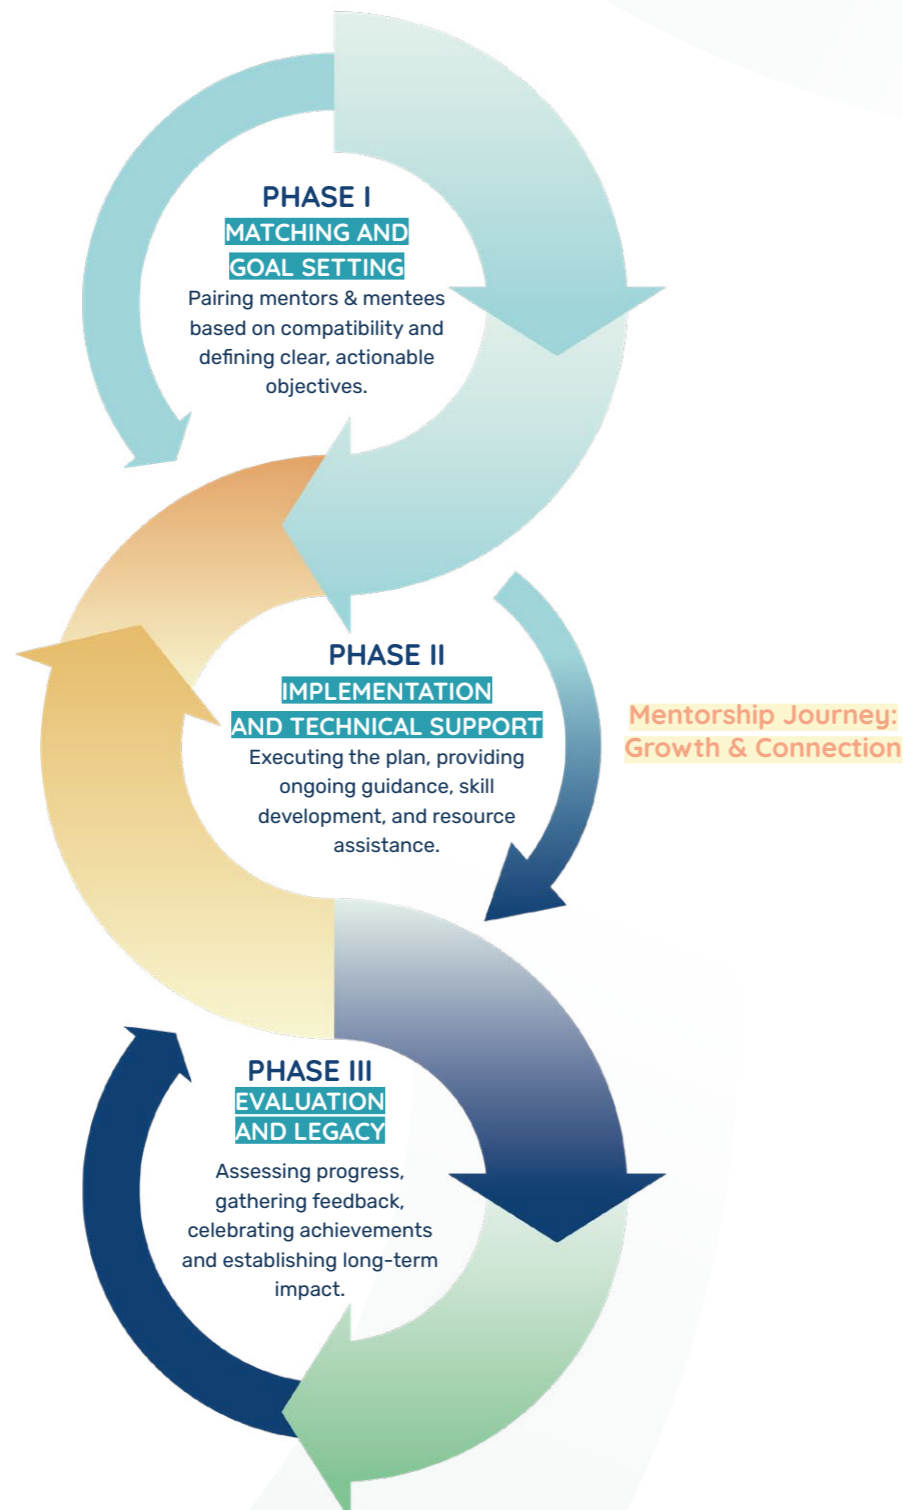 PHASE I
MATCHING AND
GOAL SETTING
Pairing mentors & mentees
based on compatibility and
defining clear, actionable
objectives.
PHASE II
IMPLEMENTATION
AND TECHNICAL SUPPORT
Executing the plan, providing
ongoing guidance, skill
development, and resource
assistance.
Mentorship Journey:
Growth & Connection
PHASE III
EVALUATION
AND LEGACY
Assessing progress,
gathering feedback,
celebrating achievements
and establishing long-term
impact.